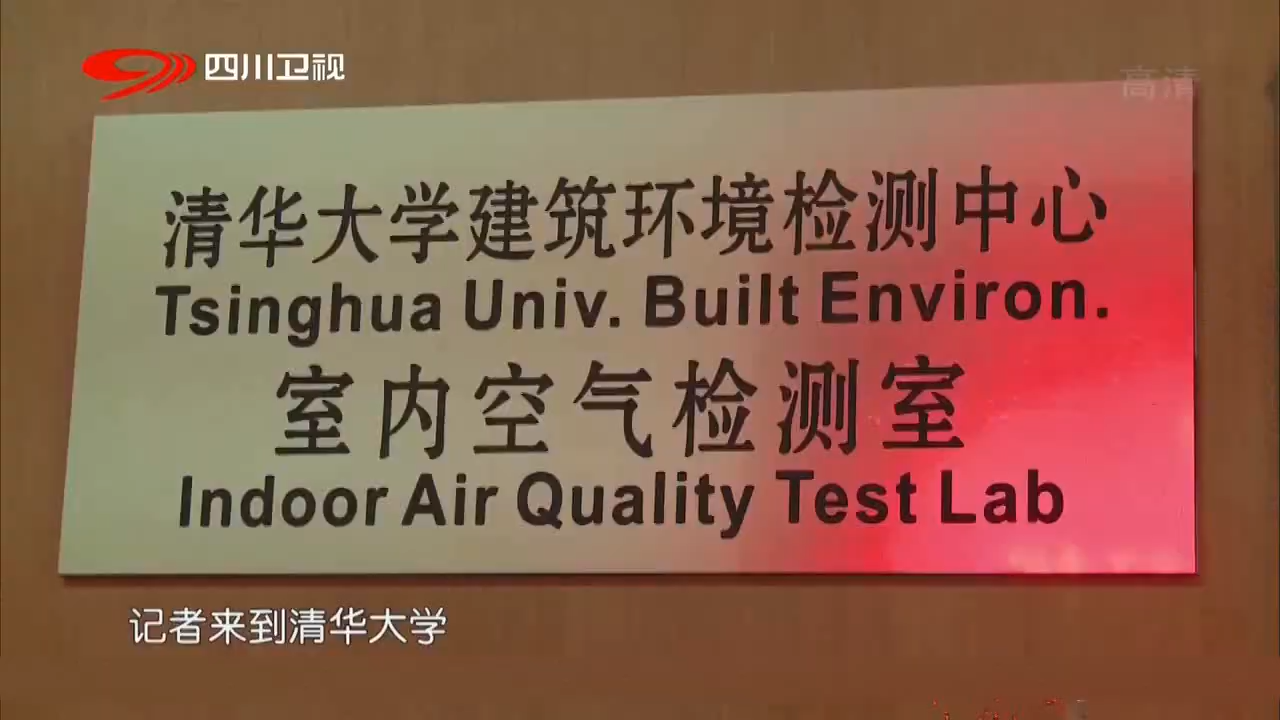 四川卫视
高清
清华大学建筑环境检测中心
Tsinghua Univ. Built Environ.
室内空气检测室
Indoor Air Quality Test Lab
记者来到清华大学